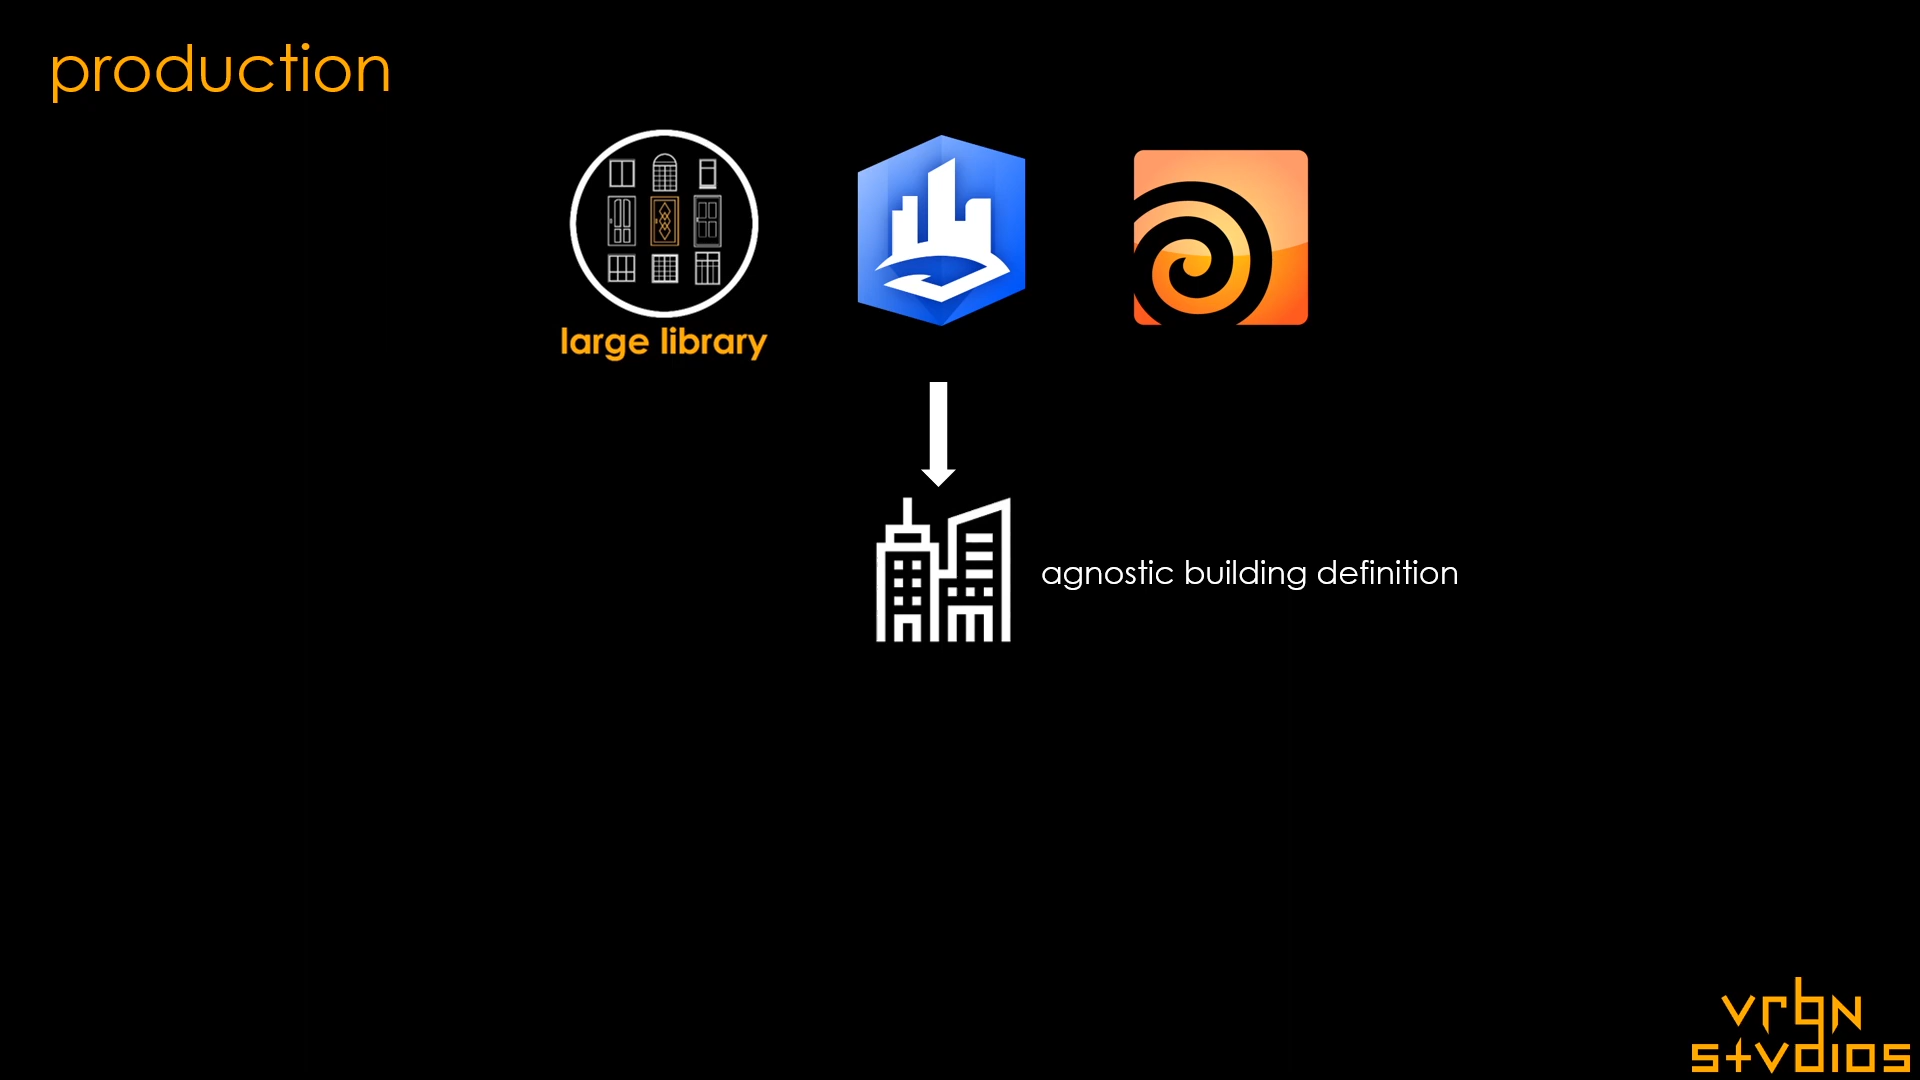 production
large library
agnostic building definition
vrbn
stvdios